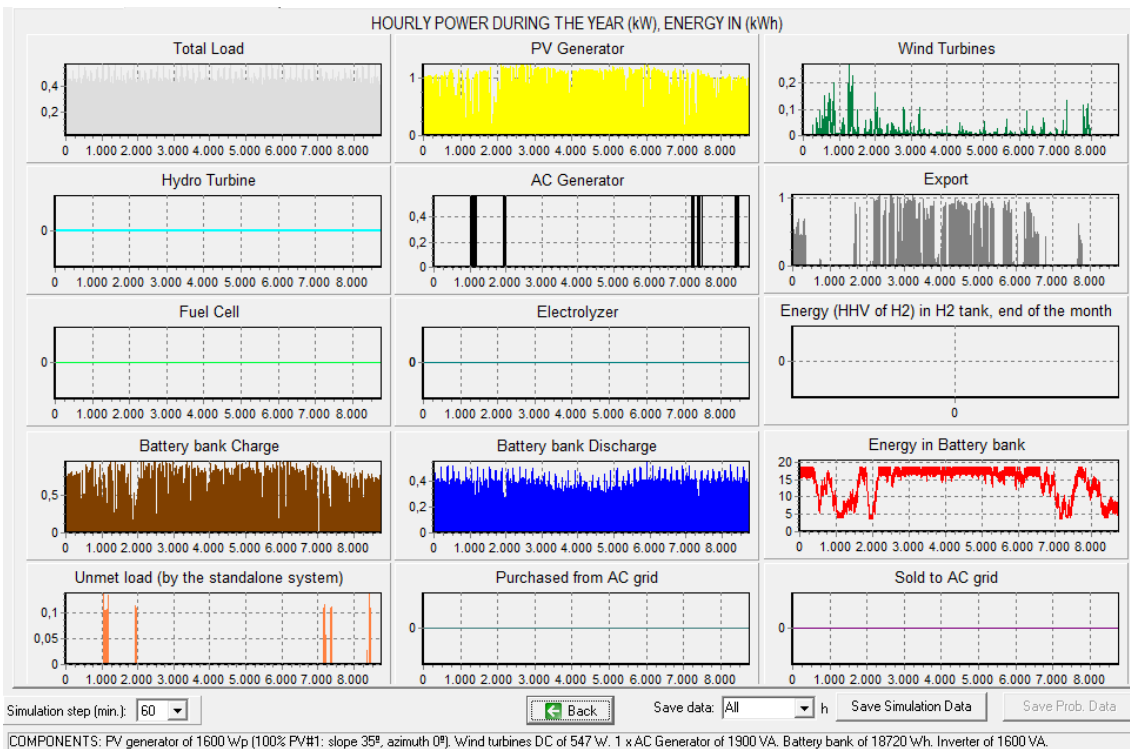 HOURLY POWER DURING THE YEAR (kW), ENERGY IN (kWh)
Total Load
0,4
0,2
0 1.000 2.000 3.000 4.000 5.000 6.000 7.000 8.000
PV Generator
1
0
0 1.000 2.000 3.000 4.000 5.000 6.000 7.000 8.000
Wind Turbines
0,2
0,1
0
0 1.000 2.000 3.000 4.000 5.000 6.000 7.000 8.000
Hydro Turbine
0
0 1.000 2.000 3.000 4.000 5.000 6.000 7.000 8.000
AC Generator
0,4
0,2
0
0 1.000 2.000 3.000 4.000 5.000 6.000 7.000 8.000
Export
1
0
0 1.000 2.000 3.000 4.000 5.000 6.000 7.000 8.000
Fuel Cell
0
0 1.000 2.000 3.000 4.000 5.000 6.000 7.000 8.000
Electrolyzer
0
0 1.000 2.000 3.000 4.000 5.000 6.000 7.000 8.000
Energy (HHV of H2) in H2 tank, end of the month
0
0
Battery bank Charge
0,5
0
0 1.000 2.000 3.000 4.000 5.000 6.000 7.000 8.000
Battery bank Discharge
0,4
0,2
0
0 1.000 2.000 3.000 4.000 5.000 6.000 7.000 8.000
Energy in Battery bank
20
15
10
5
0
0 1.000 2.000 3.000 4.000 5.000 6.000 7.000 8.000
Unmet load (by the standalone system)
0,1
0,05
0
0 1.000 2.000 3.000 4.000 5.000 6.000 7.000 8.000
Purchased from AC grid
0
0 1.000 2.000 3.000 4.000 5.000 6.000 7.000 8.000
Sold to AC grid
0
0 1.000 2.000 3.000 4.000 5.000 6.000 7.000 8.000
Simulation step (min.): 60 Back Save data: All h Save Simulation Data Save Prob. Data
COMPONENTS: PV generator of 1600 Wp (100% PV#1: slope 35º, azimuth 0º). Wind turbines DC of 547 W. 1 x AC Generator of 1900 VA. Battery bank of 18720 Wh. Inverter of 1600 VA.